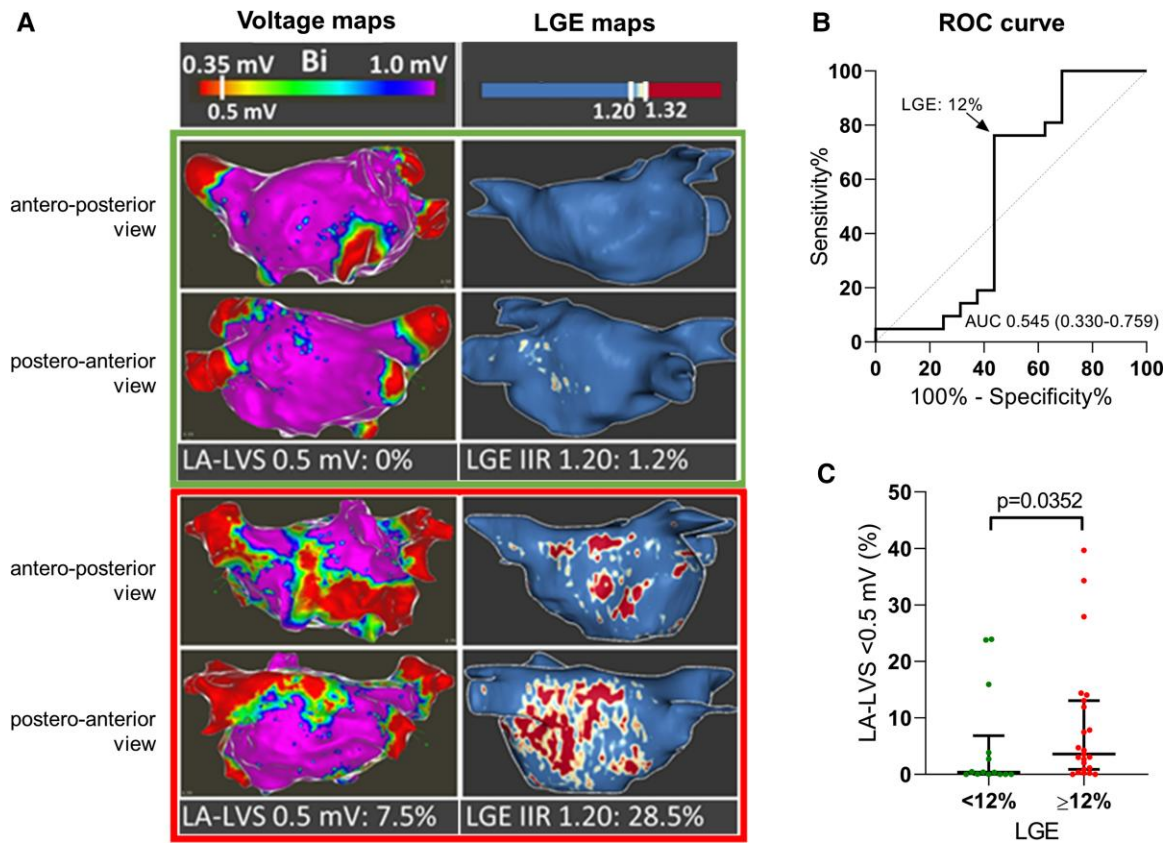 A
Voltage maps
LGE maps
0.35 mV Bi 1.0 mV
0.5 mV
1.20 1.32
antero-posterior
view
postero-anterior
view
LA-LVS 0.5 mV: 0%
LGE IIR 1.20: 1.2%
antero-posterior
view
postero-anterior
view
LA-LVS 0.5 mV: 7.5%
LGE IIR 1.20: 28.5%
B
ROC curve
Sensitivity%
100
80
60
40
20
0
LGE: 12%
AUC 0.545 (0.330-0.759)
0 20 40 60 80 100
100% - Specificity%
C
LA-LVS <0.5 mV (%)
50
40
30
20
10
0
p=0.0352
<12% ≥12%
LGE